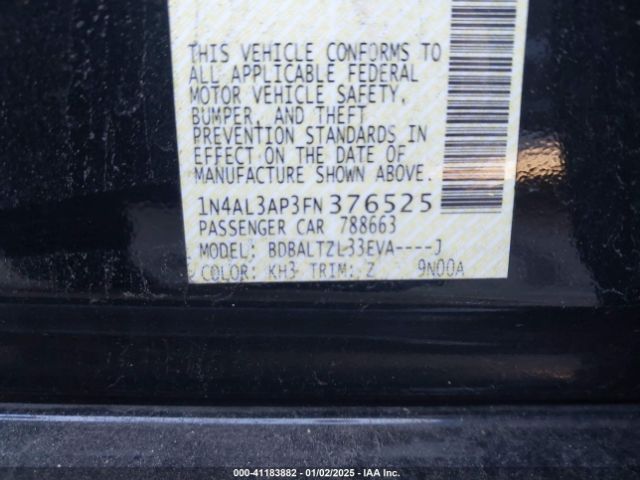 THIS VEHICLE CONFORMS TO
ALL APPLICABLE FEDERAL
MOTOR VEHICLE SAFETY,
BUMPER, AND THEFT
PREVENTION STANDARDS IN
EFFECT ON THE DATE OF
MANUFACTURE SHOWN ABOVE.
1N4AL3AP3FN376525
PASSENGER CAR 788663
MODEL: BDBALTZL33EVA----J
COLOR: KH3 TRIM: Z 9N00A
000-41183882 - 01/02/2025 - IAA Inc.